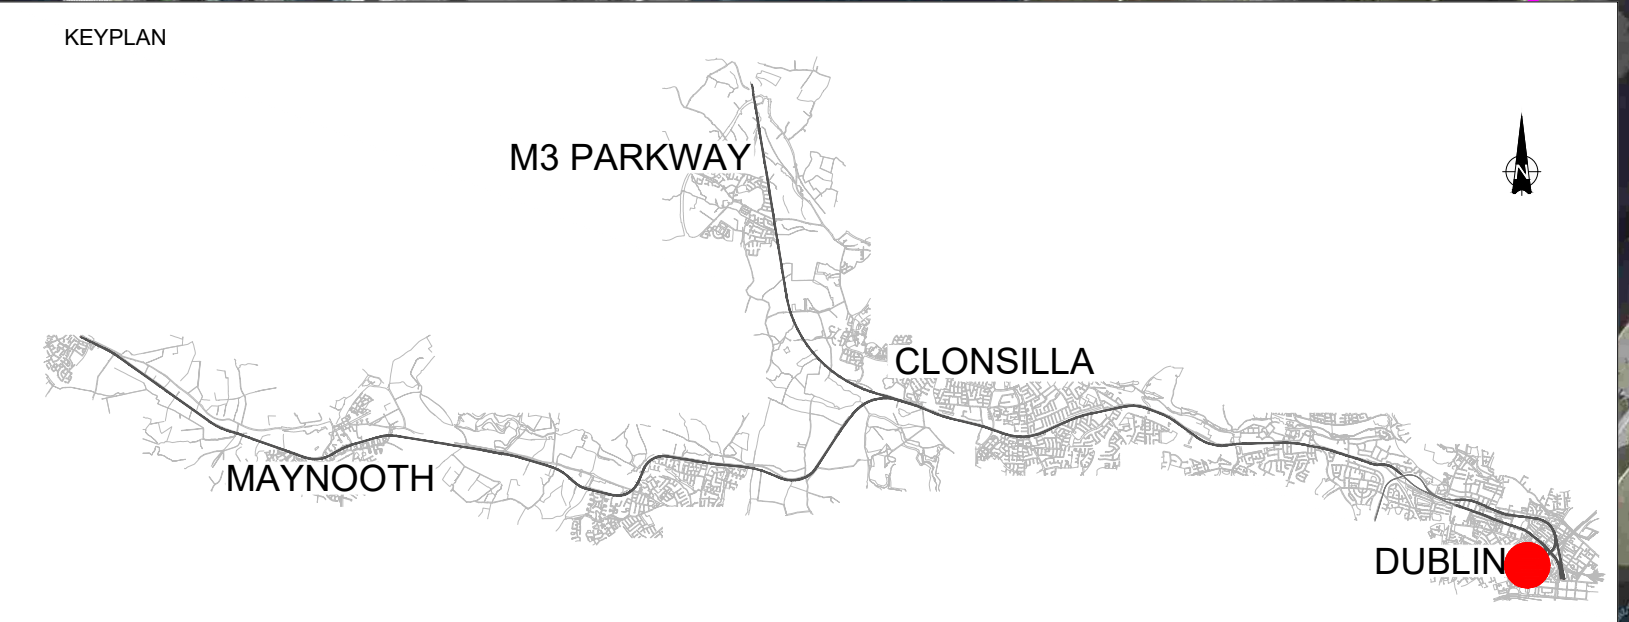 KEYPLAN
M3 PARKWAY
N
CLONSILLA
MAYNOOTH
DUBLIN